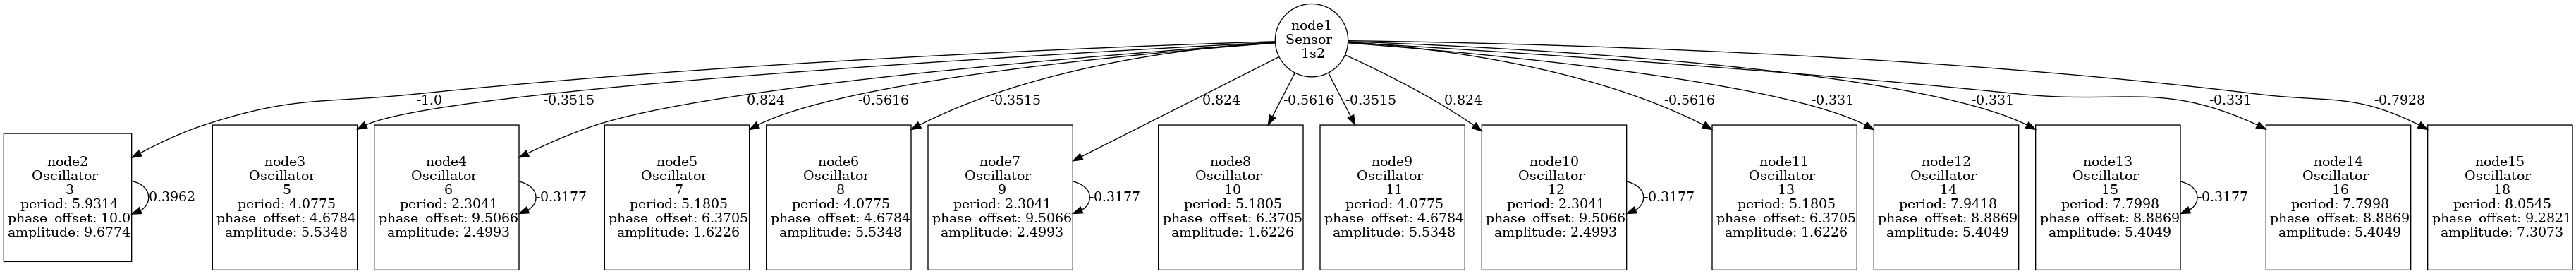 node1
Sensor
1s2
-1.0
-0.3515
0.824
-0.5616
-0.3515
0.824
-0.5616
-0.3515
0.824
-0.5616
-0.331
-0.331
-0.331
-0.7928
node2
Oscillator
3
period: 5.9314
phase_offset: 10.0
amplitude: 9.6774
0.3962
node3
Oscillator
5
period: 4.0775
phase_offset: 4.6784
amplitude: 5.5348
node4
Oscillator
6
period: 2.3041
phase_offset: 9.5066
amplitude: 2.4993
-0.3177
node5
Oscillator
7
period: 5.1805
phase_offset: 6.3705
amplitude: 1.6226
node6
Oscillator
8
period: 4.0775
phase_offset: 4.6784
amplitude: 5.5348
node7
Oscillator
9
period: 2.3041
phase_offset: 9.5066
amplitude: 2.4993
-0.3177
node8
Oscillator
10
period: 5.1805
phase_offset: 6.3705
amplitude: 1.6226
node9
Oscillator
11
period: 4.0775
phase_offset: 4.6784
amplitude: 5.5348
node10
Oscillator
12
period: 2.3041
phase_offset: 9.5066
amplitude: 2.4993
-0.3177
node11
Oscillator
13
period: 5.1805
phase_offset: 6.3705
amplitude: 1.6226
node12
Oscillator
14
period: 7.9418
phase_offset: 8.8869
amplitude: 5.4049
node13
Oscillator
15
period: 7.7998
phase_offset: 8.8869
amplitude: 5.4049
-0.3177
node14
Oscillator
16
period: 7.7998
phase_offset: 8.8869
amplitude: 5.4049
node15
Oscillator
18
period: 8.0545
phase_offset: 9.2821
amplitude: 7.3073